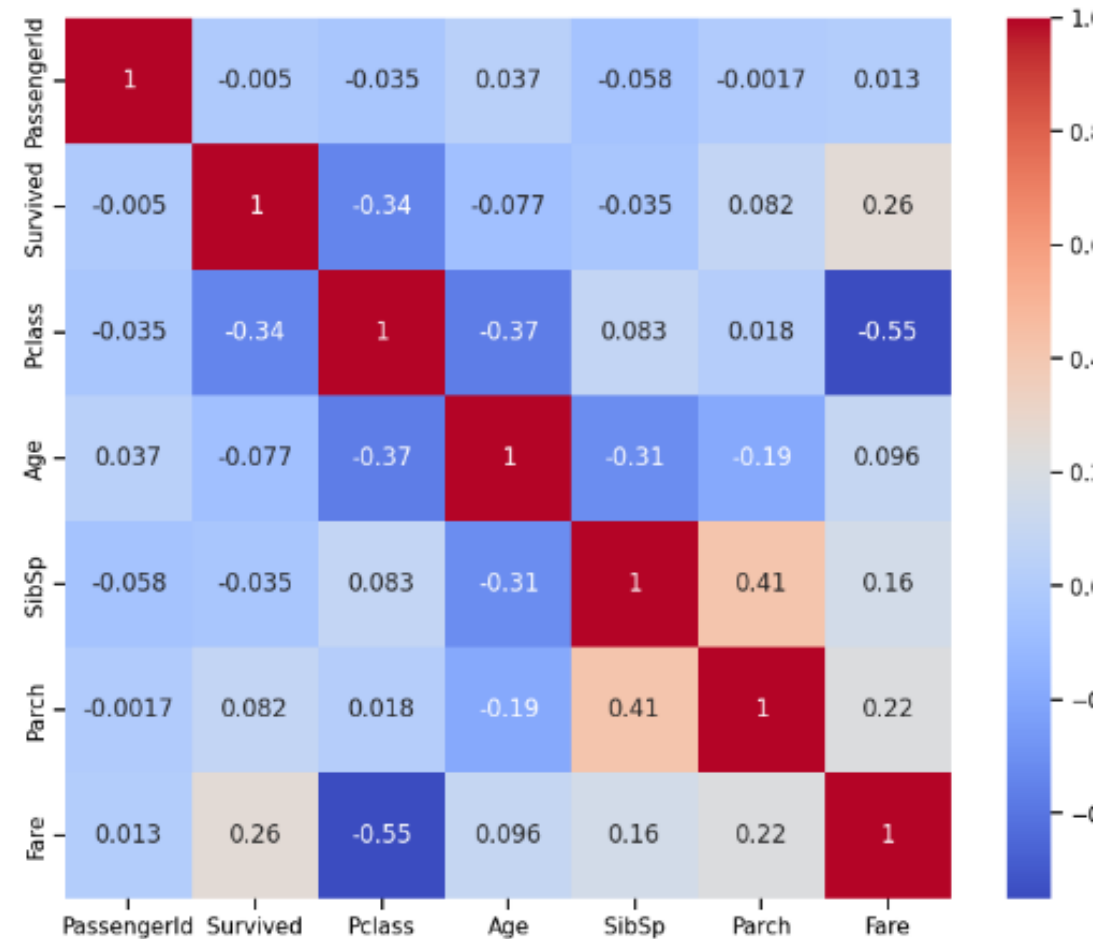 PassengerId 1 -0.005 -0.035 0.037 -0.058 -0.0017 0.013
Survived -0.005 1 -0.34 -0.077 -0.035 0.082 0.26
Pclass -0.035 -0.34 1 -0.37 0.083 0.018 -0.55
Age 0.037 -0.077 -0.37 1 -0.31 -0.19 0.096
SibSp -0.058 -0.035 0.083 -0.31 1 0.41 0.16
Parch -0.0017 0.082 0.018 -0.19 0.41 1 0.22
Fare 0.013 0.26 -0.55 0.096 0.16 0.22 1
PassengerId Survived Pclass Age SibSp Parch Fare